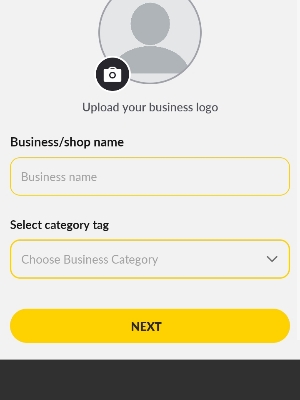 Upload your business logo
Business/shop name
Business name
Select category tag
Choose Business Category
NEXT